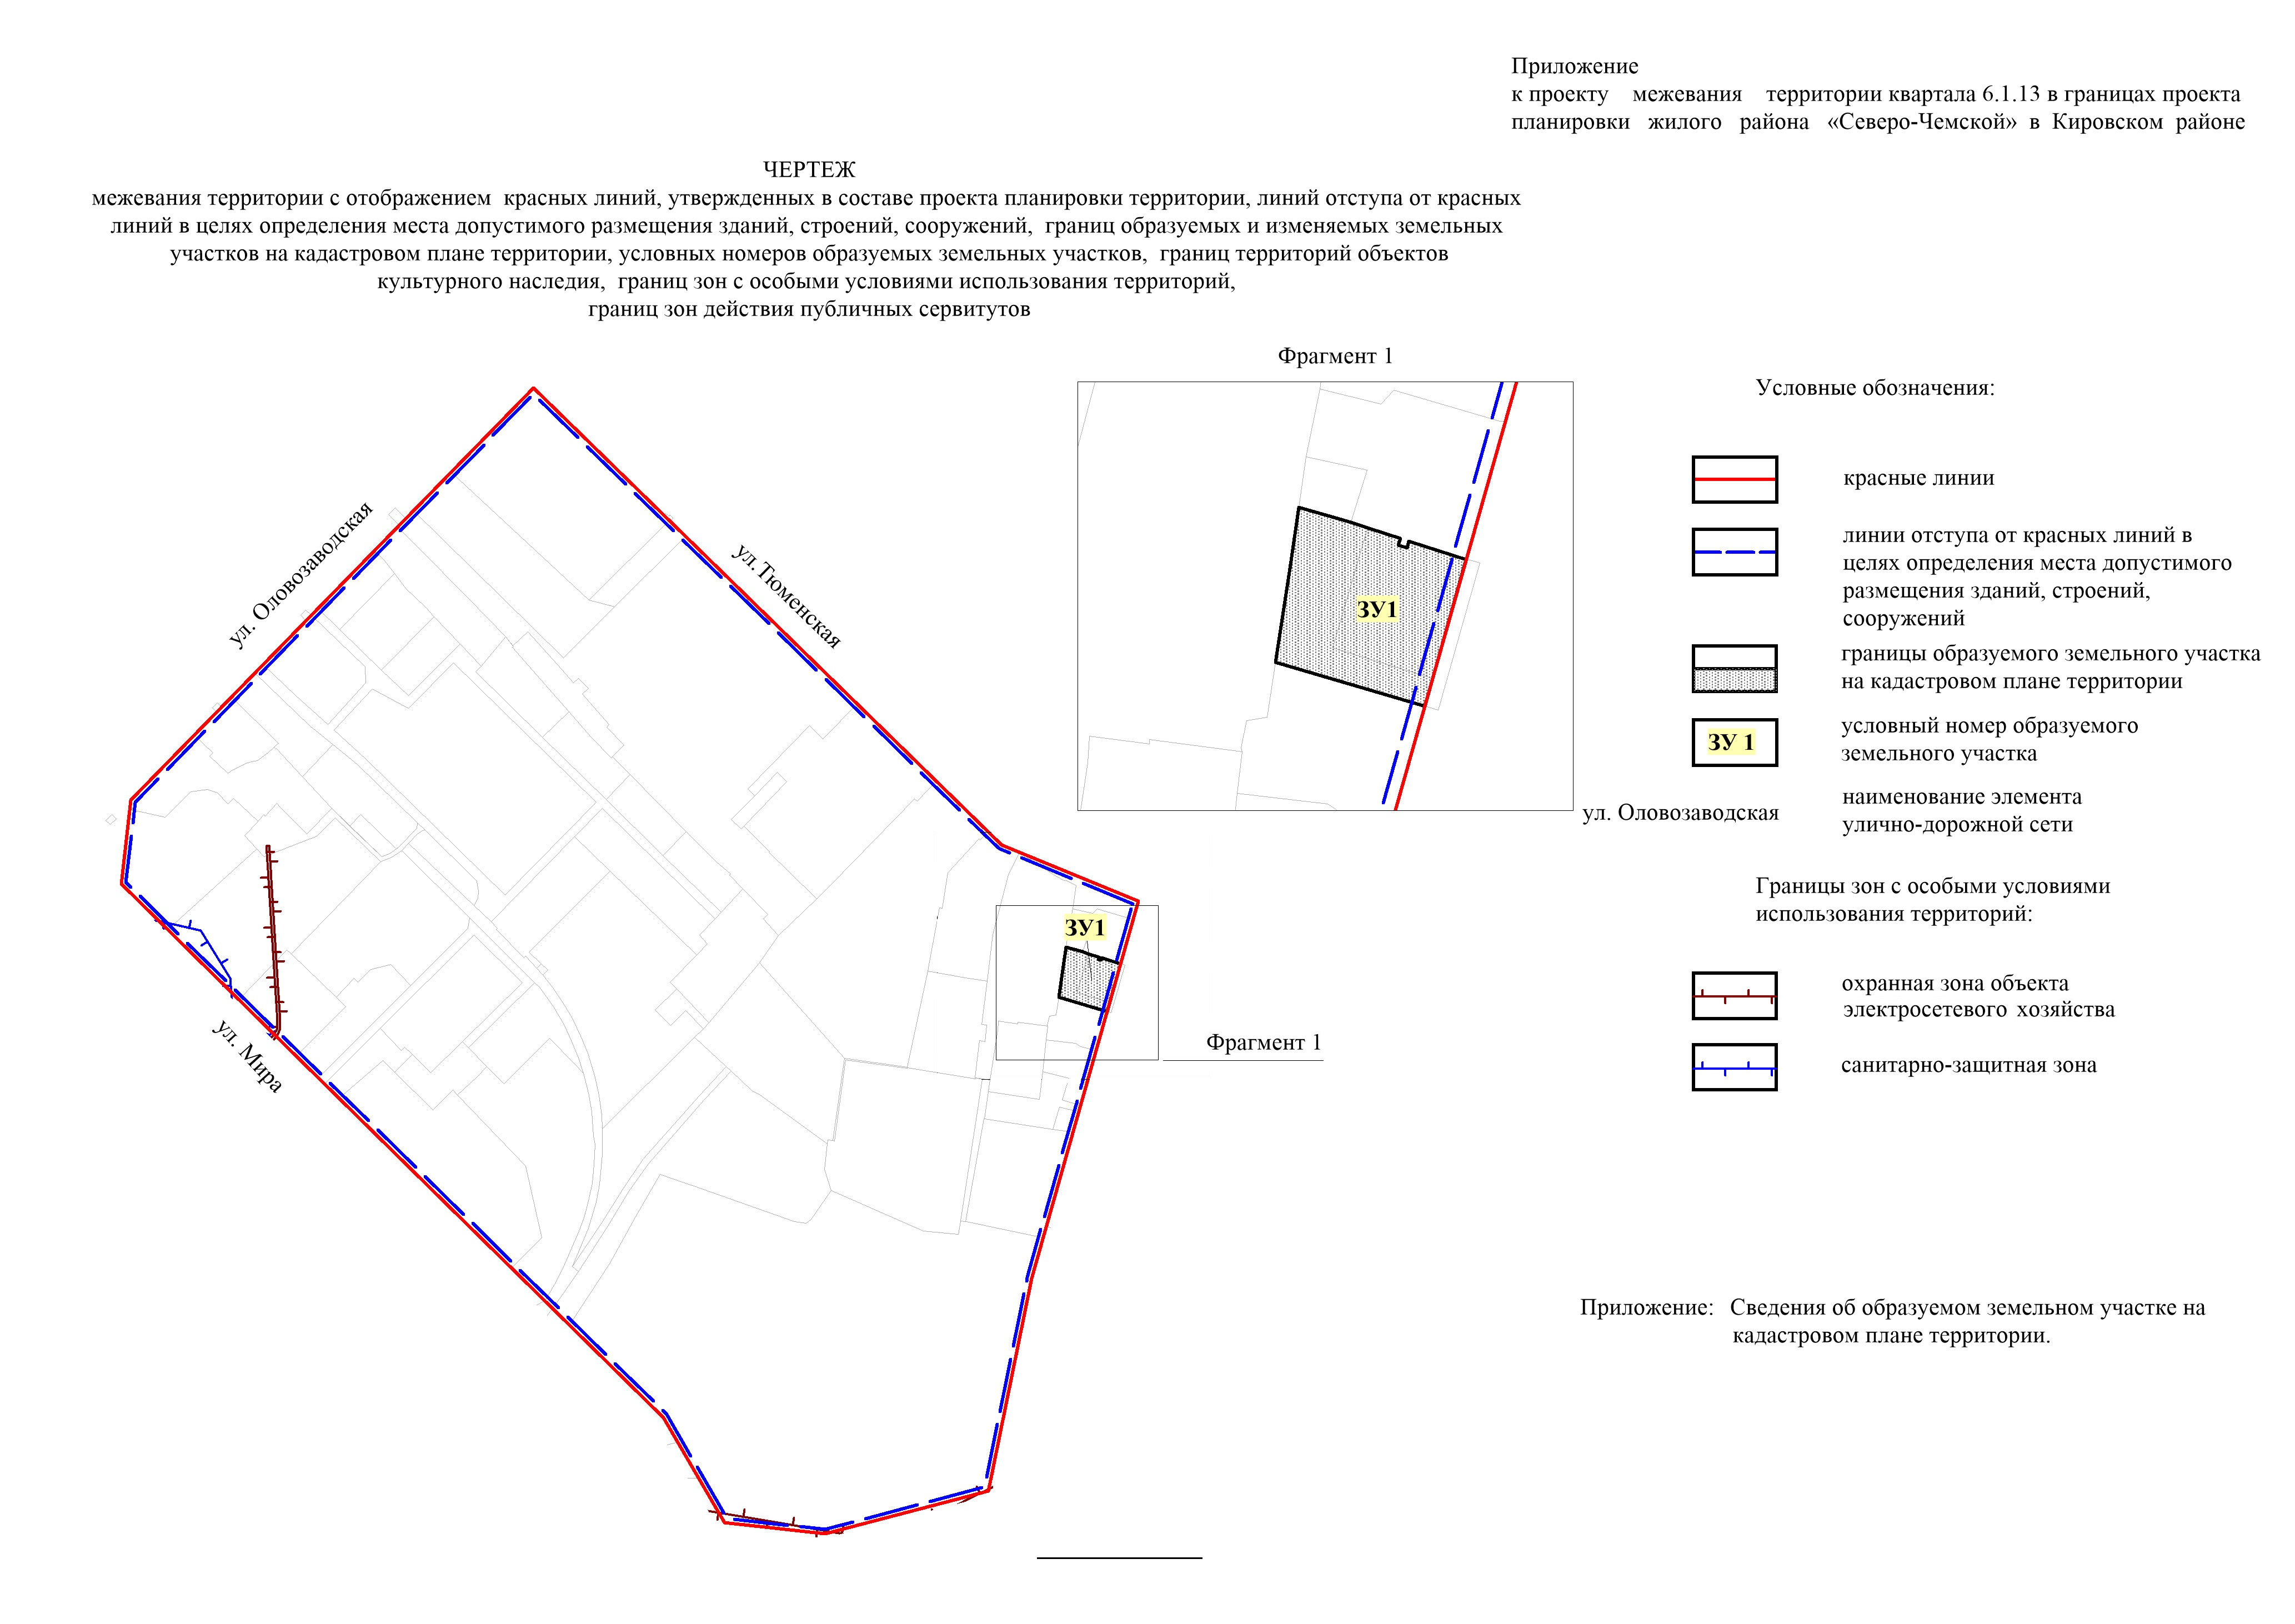 Приложение
к проекту межевания территории квартала 6.1.13 в границах проекта
планировки жилого района «Северо-Чемской» в Кировском районе
ЧЕРТЕЖ
межевания территории с отображением красных линий, утвержденных в составе проекта планировки территории, линий отступа от красных
линий в целях определения места допустимого размещения зданий, строений, сооружений, границ образуемых и изменяемых земельных
участков на кадастровом плане территории, условных номеров образуемых земельных участков, границ территорий объектов
культурного наследия, границ зон с особыми условиями использования территорий,
границ зон действия публичных сервитутов
Фрагмент 1
ЗУ1
ул. Оловозаводская
ул.Тюменская
ул. Мира
ЗУ1
Фрагмент 1
Условные обозначения:
красные линии
линии отступа от красных линий в
целях определения места допустимого
размещения зданий, строений,
сооружений
границы образуемого земельного участка
на кадастровом плане территории
ЗУ 1
условный номер образуемого
земельного участка
ул. Оловозаводская
наименование элемента
улично-дорожной сети
Границы зон с особыми условиями
использования территорий:
охранная зона объекта
электросетевого хозяйства
санитарно-защитная зона
Приложение: Сведения об образуемом земельном участке на
кадастровом плане территории.